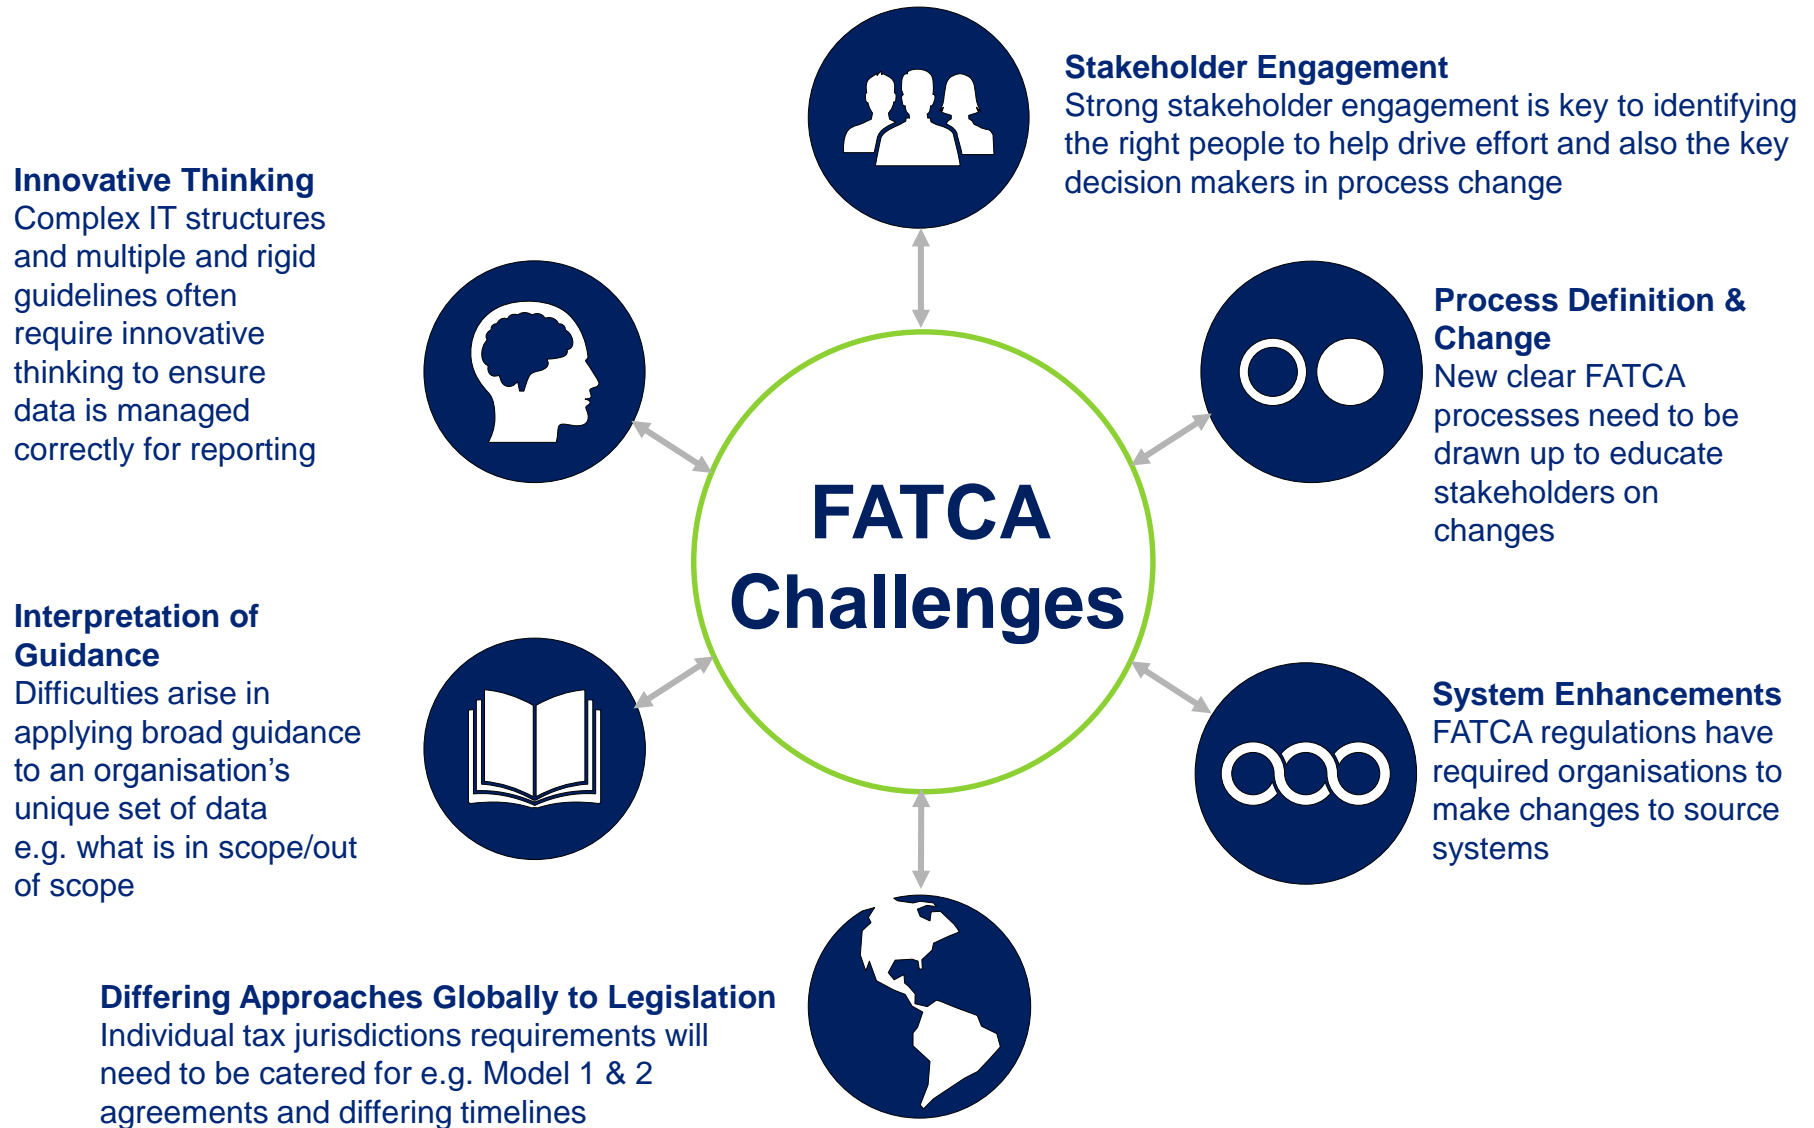 Stakeholder Engagement
Strong stakeholder engagement is key to identifying
the right people to help drive effort and also the key
decision makers in process change
Innovative Thinking
Complex IT structures
and multiple and rigid
guidelines often
require innovative
thinking to ensure
data is managed
correctly for reporting
Process Definition &
Change
New clear FATCA
processes need to be
drawn up to educate
stakeholders on
changes
FATCA
Challenges
Interpretation of
Guidance
Difficulties arise in
applying broad guidance
to an organisation’s
unique set of data
e.g. what is in scope/out
of scope
System Enhancements
FATCA regulations have
required organisations to
make changes to source
systems
Differing Approaches Globally to Legislation
Individual tax jurisdictions requirements will
need to be catered for e.g. Model 1 & 2
agreements and differing timelines